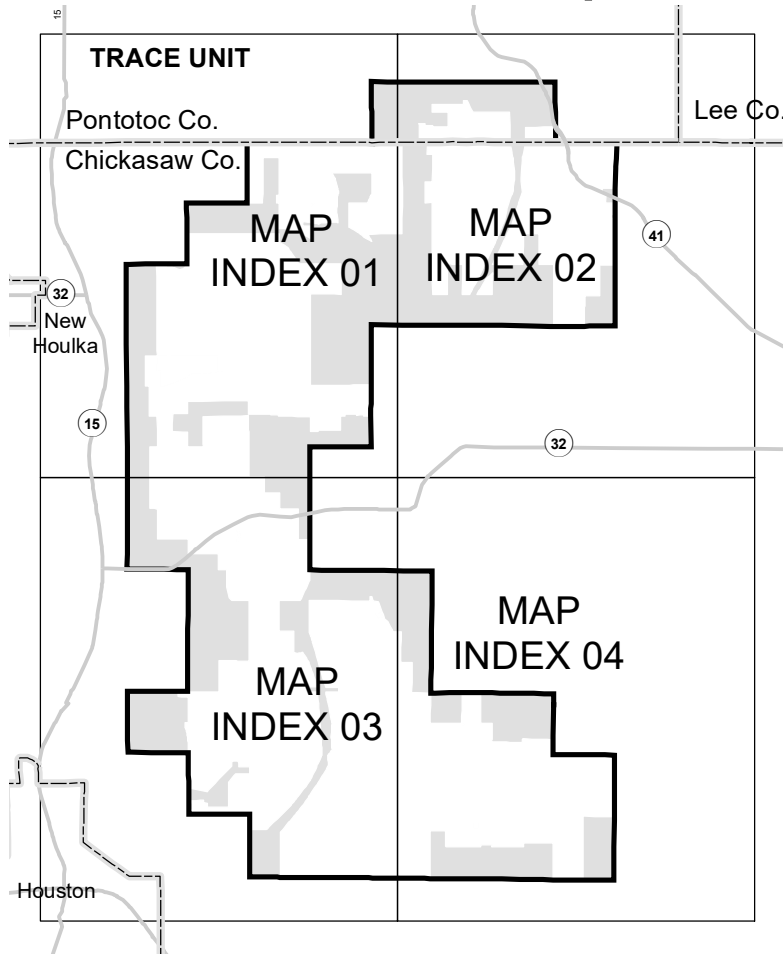 15
TRACE UNIT
Pontotoc Co.
Lee Co.
Chickasaw Co.
MAP
INDEX 01
MAP
INDEX 02
41
32
New
Houlka
15
32
MAP
INDEX 04
MAP
INDEX 03
Houston